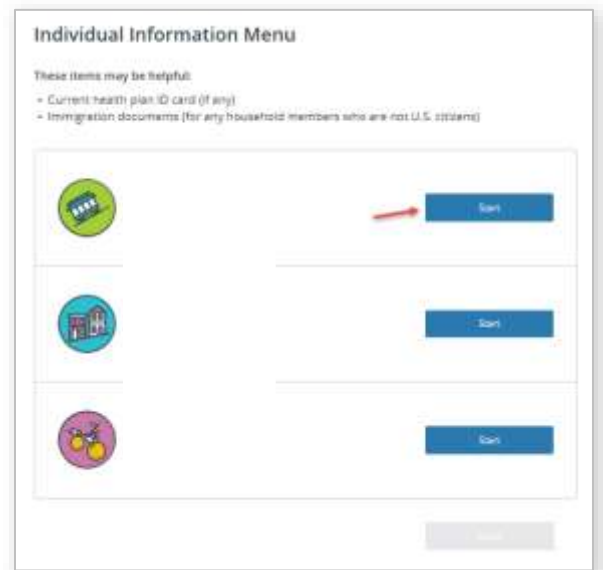 Individual Information Menu
These items may be helpful:
• Current health plan ID card (if any)
• Immigration documents (for any household members who are not U.S. citizens)
Start
Start
Start